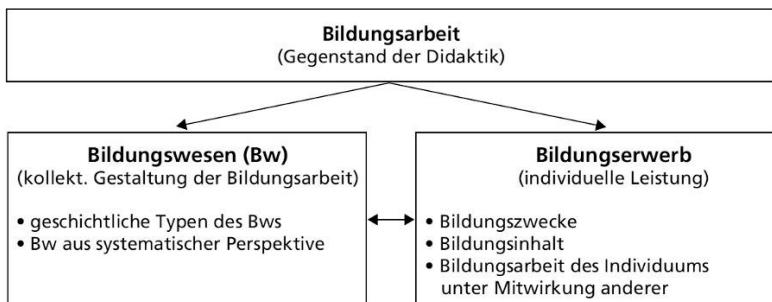 Bildungsarbeit
(Gegenstand der Didaktik)
Bildungswesen (Bw)
(kollekt. Gestaltung der Bildungsarbeit)
• geschichtliche Typen des Bws
• Bw aus systematischer Perspektive
Bildungserwerb
(individuelle Leistung)
• Bildungszwecke
• Bildungsinhalt
• Bildungsarbeit des Individuums
unter Mitwirkung anderer